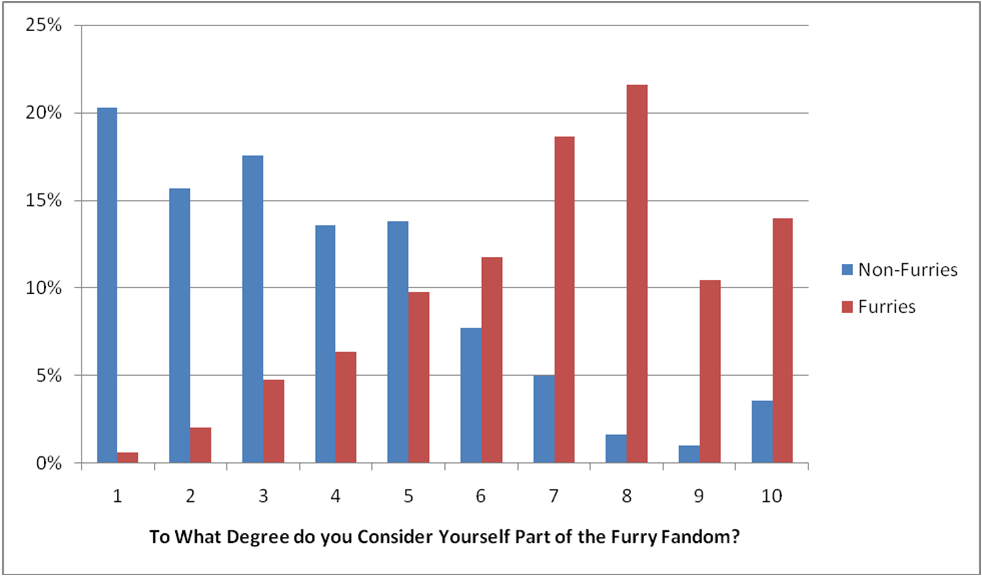 25%
20%
15%
10%
5%
0%
1 2 3 4 5 6 7 8 9 10
To What Degree do you Consider Yourself Part of the Furry Fandom?
Non-Furries
Furries